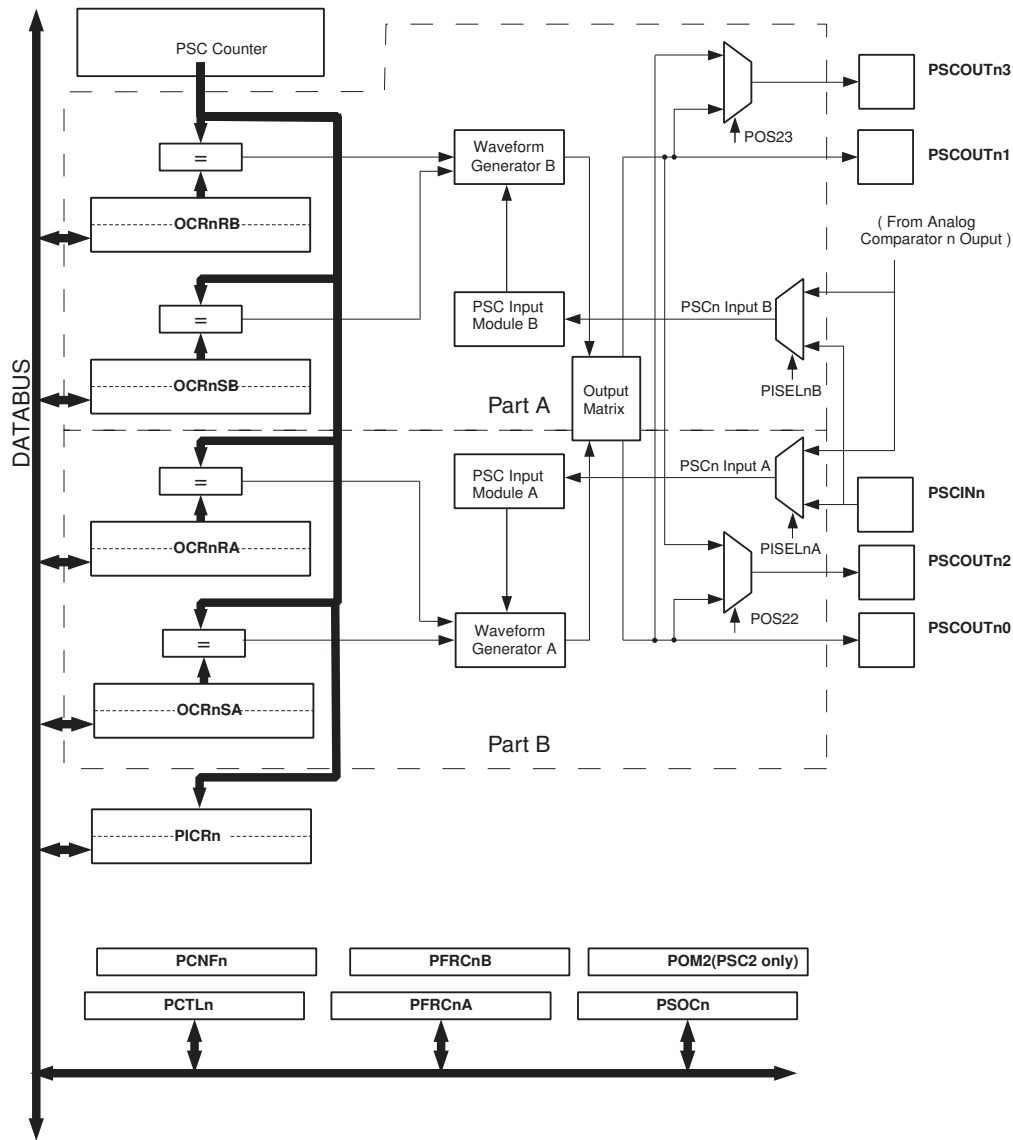 PSC Counter
PSCOUTn3
POS23
PSCOUTn1
=
Waveform
Generator B
OCRnRB
( From Analog
Comparator n Ouput )
=
PSC Input
Module B
PSCn Input B
OCRnSB
PISELnB
Output
Matrix
Part A
DATABUS
=
PSC Input
Module A
PSCn Input A
PSCINn
OCRnRA
PISELnA
PSCOUTn2
=
Waveform
Generator A
POS22
PSCOUTn0
OCRnSA
Part B
PICRn
PCNFn
PFRCnB
POM2(PSC2 only)
PCTLn
PFRCnA
PSOCn